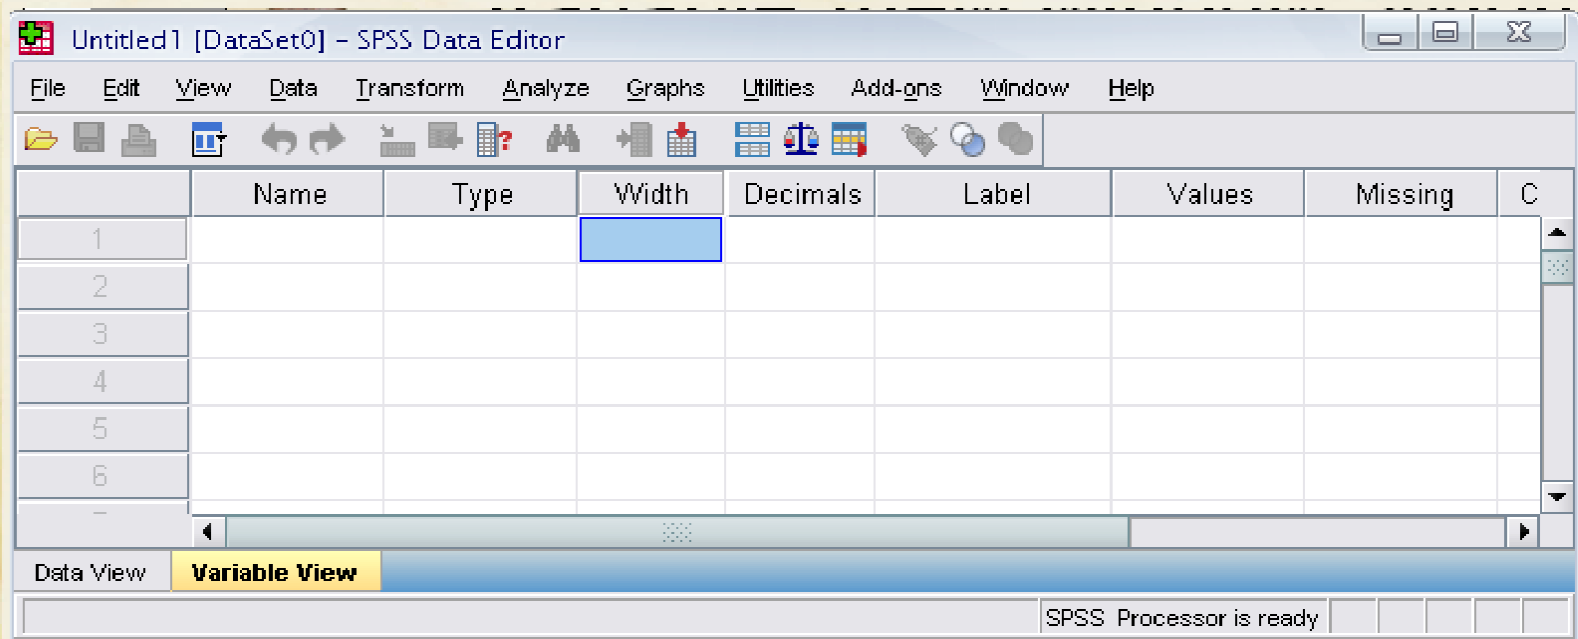 Untitled1 [DataSet0] - SPSS Data Editor
File Edit View Data Transform Analyze Graphs Utilities Add-ons Window Help
Name Type Width Decimals Label Values Missing C
1
2
3
4
5
6
Data View Variable View
SPSS Processor is ready